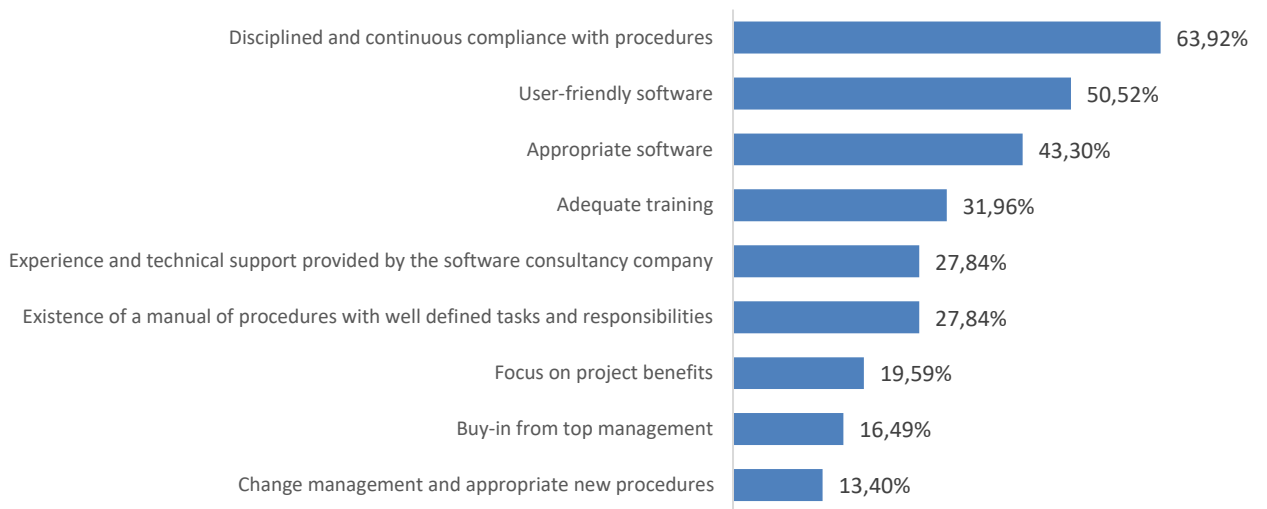 Disciplined and continuous compliance with procedures 63,92%
User-friendly software 50,52%
Appropriate software 43,30%
Adequate training 31,96%
Experience and technical support provided by the software consultancy company 27,84%
Existence of a manual of procedures with well defined tasks and responsibilities 27,84%
Focus on project benefits 19,59%
Buy-in from top management 16,49%
Change management and appropriate new procedures 13,40%